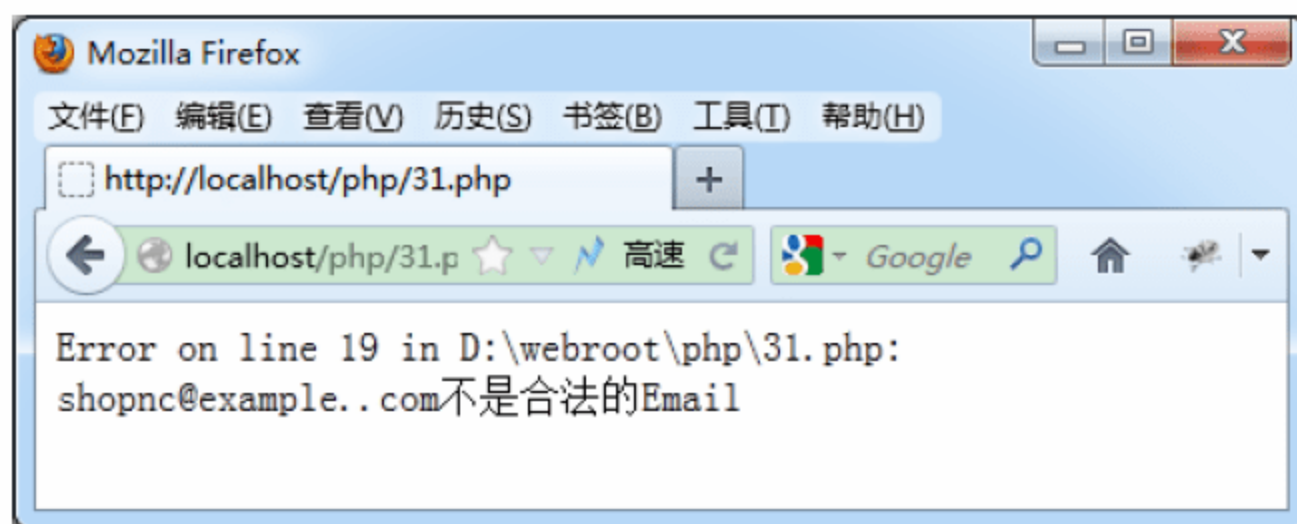 Mozilla Firefox
文件(F) 编辑(E) 查看(V) 历史(S) 书签(B) 工具(T) 帮助(H)
http://localhost/php/31.php
localhost/php/31.p 高速 Google
Error on line 19 in D:\webroot\php\31.php:
shopnc@example..com不是合法的Email